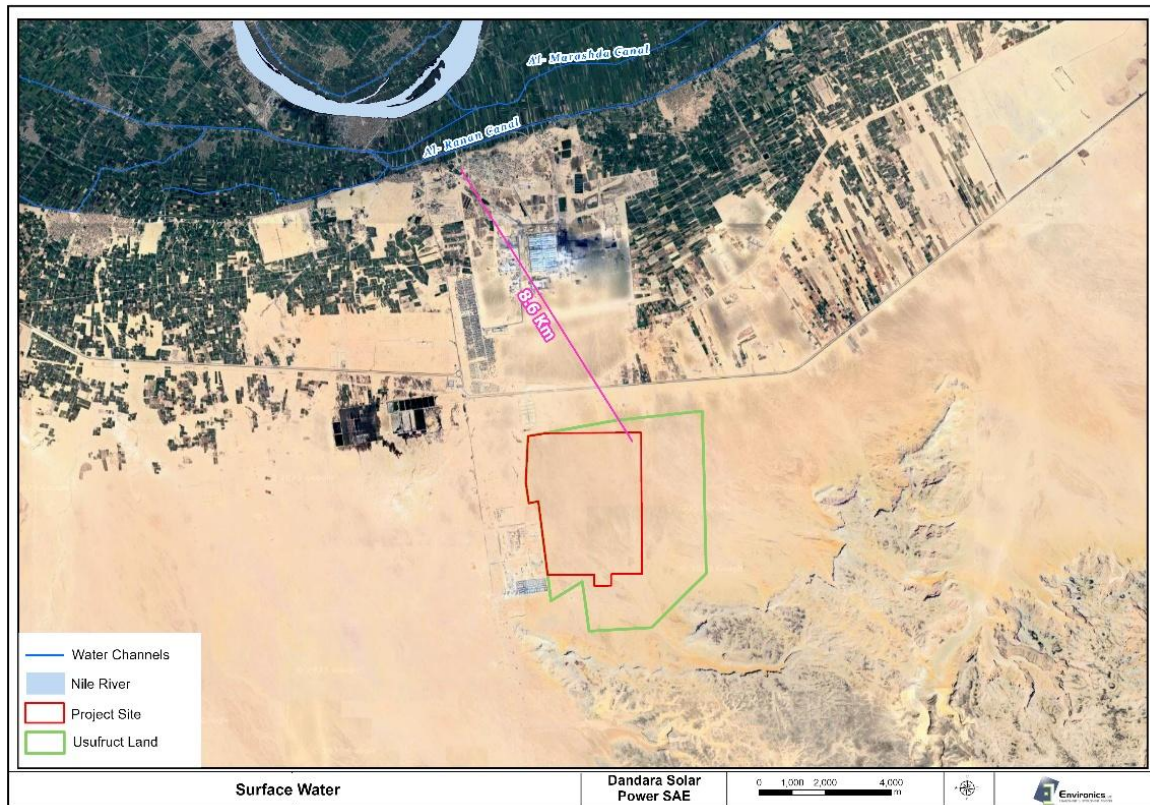 Al- Marashda Canal
Al- Ranan Canal
8.6 Km
Water Channels
Nile River
Project Site
Usufruct Land
Surface Water
Dandara Solar
Power SAE
0 1,000 2,000 4,000
m
Environics